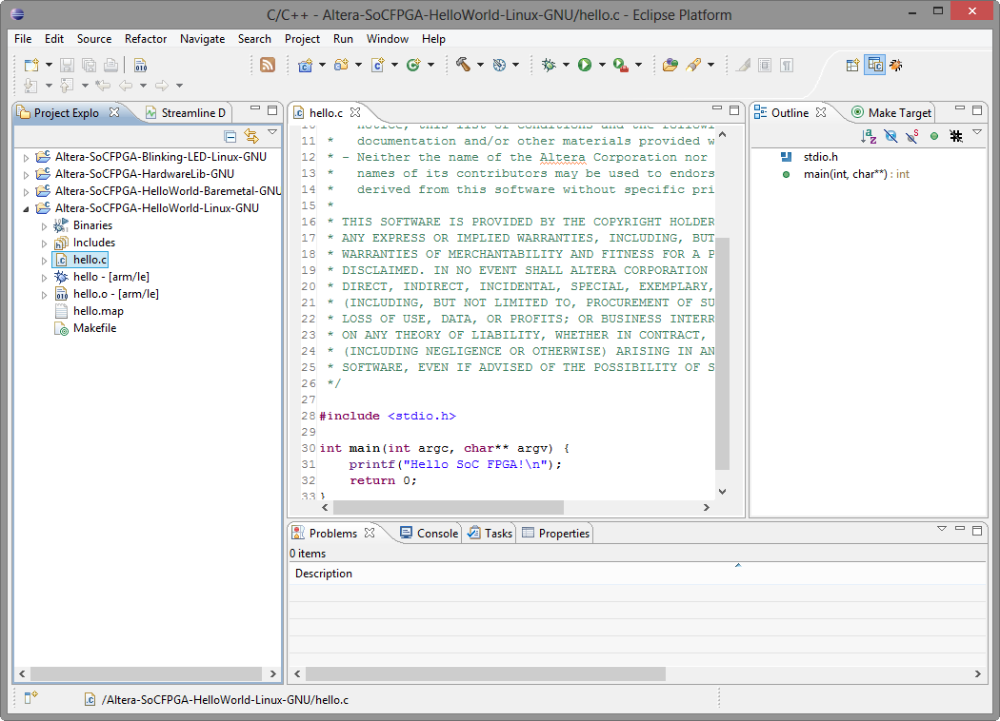 C/C++ - Altera-SoCFPGA-HelloWorld-Linux-GNU/hello.c - Eclipse Platform
File Edit Source Refactor Navigate Search Project Run Window Help
Project Explo Streamline D
Altera-SoCFPGA-Blinking-LED-Linux-GNU
Altera-SoCFPGA-HardwareLib-GNU
Altera-SoCFPGA-HelloWorld-Baremetal-GNU
Altera-SoCFPGA-HelloWorld-Linux-GNU
Binaries
Includes
hello.c
hello - [arm/le]
hello.o - [arm/le]
hello.map
Makefile
hello.c
10 notice, this list of conditions and the followi
11 * documentation and/or other materials provided w
12 * - Neither the name of the Altera Corporation nor
13 * names of its contributors may be used to endors
14 * derived from this software without specific pri
15 *
16 * THIS SOFTWARE IS PROVIDED BY THE COPYRIGHT HOLDER
17 * ANY EXPRESS OR IMPLIED WARRANTIES, INCLUDING, BUT
18 * WARRANTIES OF MERCHANTABILITY AND FITNESS FOR A P
19 * DISCLAIMED. IN NO EVENT SHALL ALTERA CORPORATION
20 * DIRECT, INDIRECT, INCIDENTAL, SPECIAL, EXEMPLARY,
21 * (INCLUDING, BUT NOT LIMITED TO, PROCUREMENT OF SU
22 * LOSS OF USE, DATA, OR PROFITS; OR BUSINESS INTERR
23 * ON ANY THEORY OF LIABILITY, WHETHER IN CONTRACT,
24 * (INCLUDING NEGLIGENCE OR OTHERWISE) ARISING IN AN
25 * SOFTWARE, EVEN IF ADVISED OF THE POSSIBILITY OF S
26 */
27
28 #include <stdio.h>
29
30 int main(int argc, char** argv) {
31 printf("Hello SoC FPGA!\n");
32 return 0;
33 }
Outline Make Target
stdio.h
main(int, char**) : int
Problems Console Tasks Properties
0 items
Description
/Altera-SoCFPGA-HelloWorld-Linux-GNU/hello.c